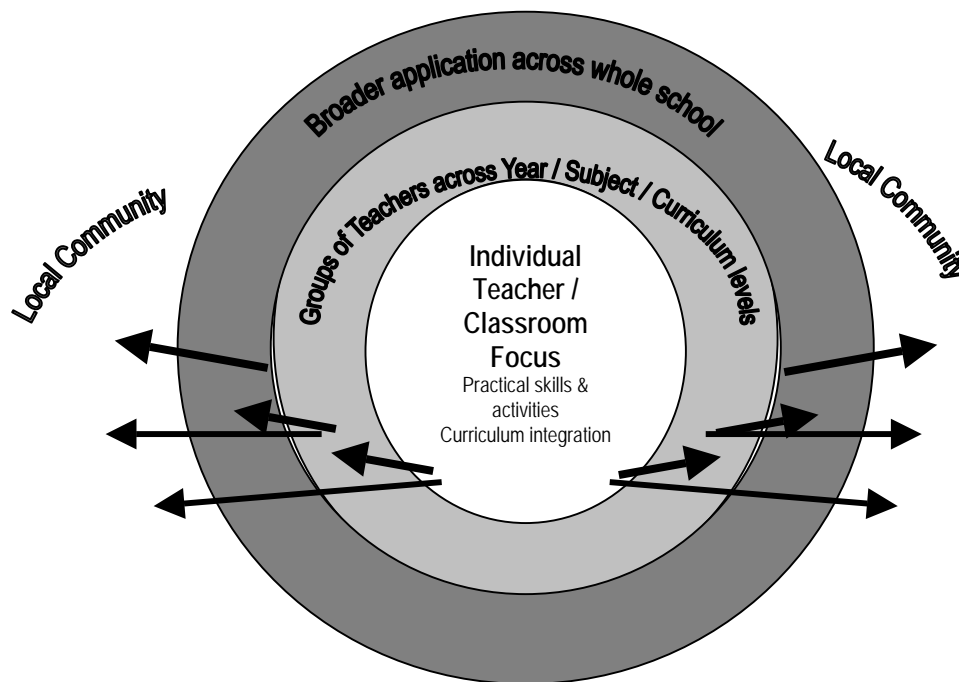 Broader application across whole school
Local Community
Local Community
Groups of Teachers across Year / Subject / Curriculum levels
Individual
Teacher /
Classroom
Focus
Practical skills &
activities
Curriculum integration